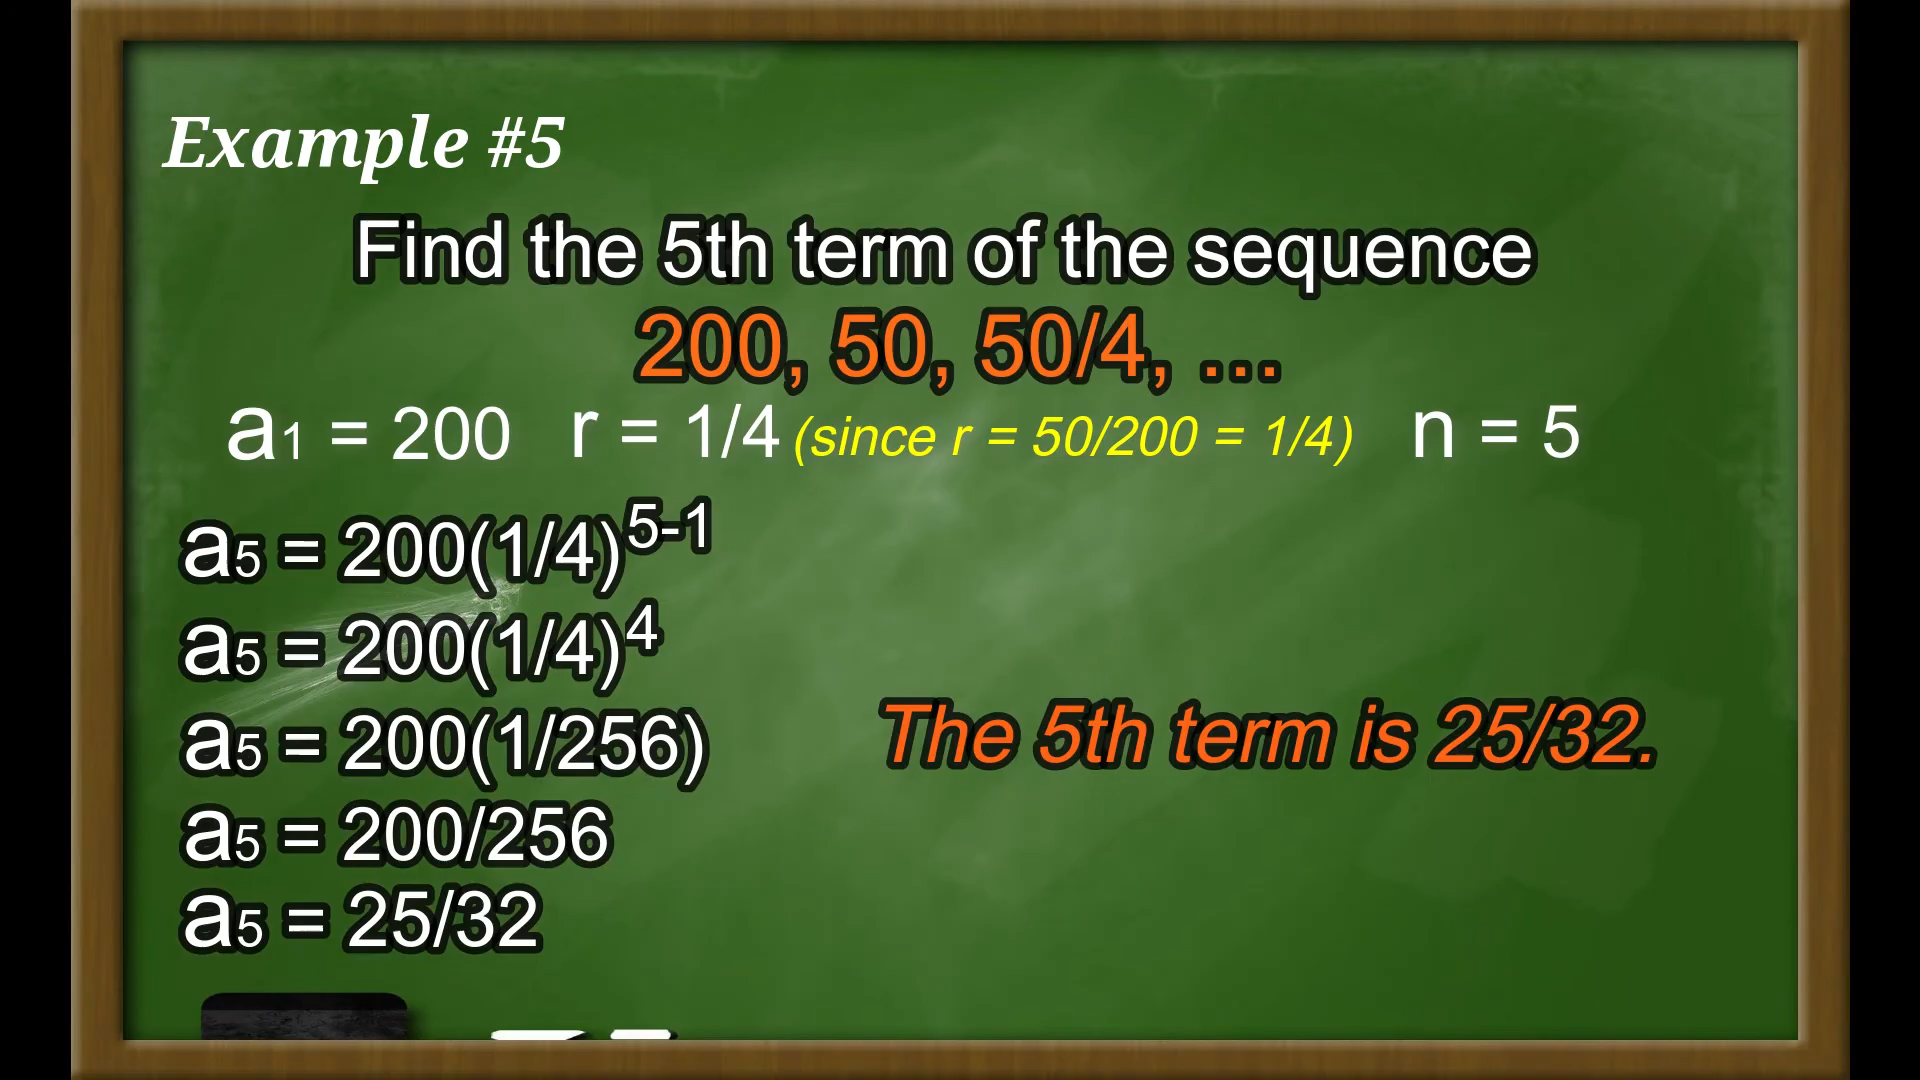 Example #5
Find the 5th term of the sequence
200, 50, 50/4, ...
a₁ = 200 r = 1/4 (since r = 50/200 = 1/4) n = 5
a₅ = 200(1/4)⁵⁻¹
a₅ = 200(1/4)⁴
a₅ = 200(1/256)
The 5th term is 25/32.
a₅ = 200/256
a₅ = 25/32